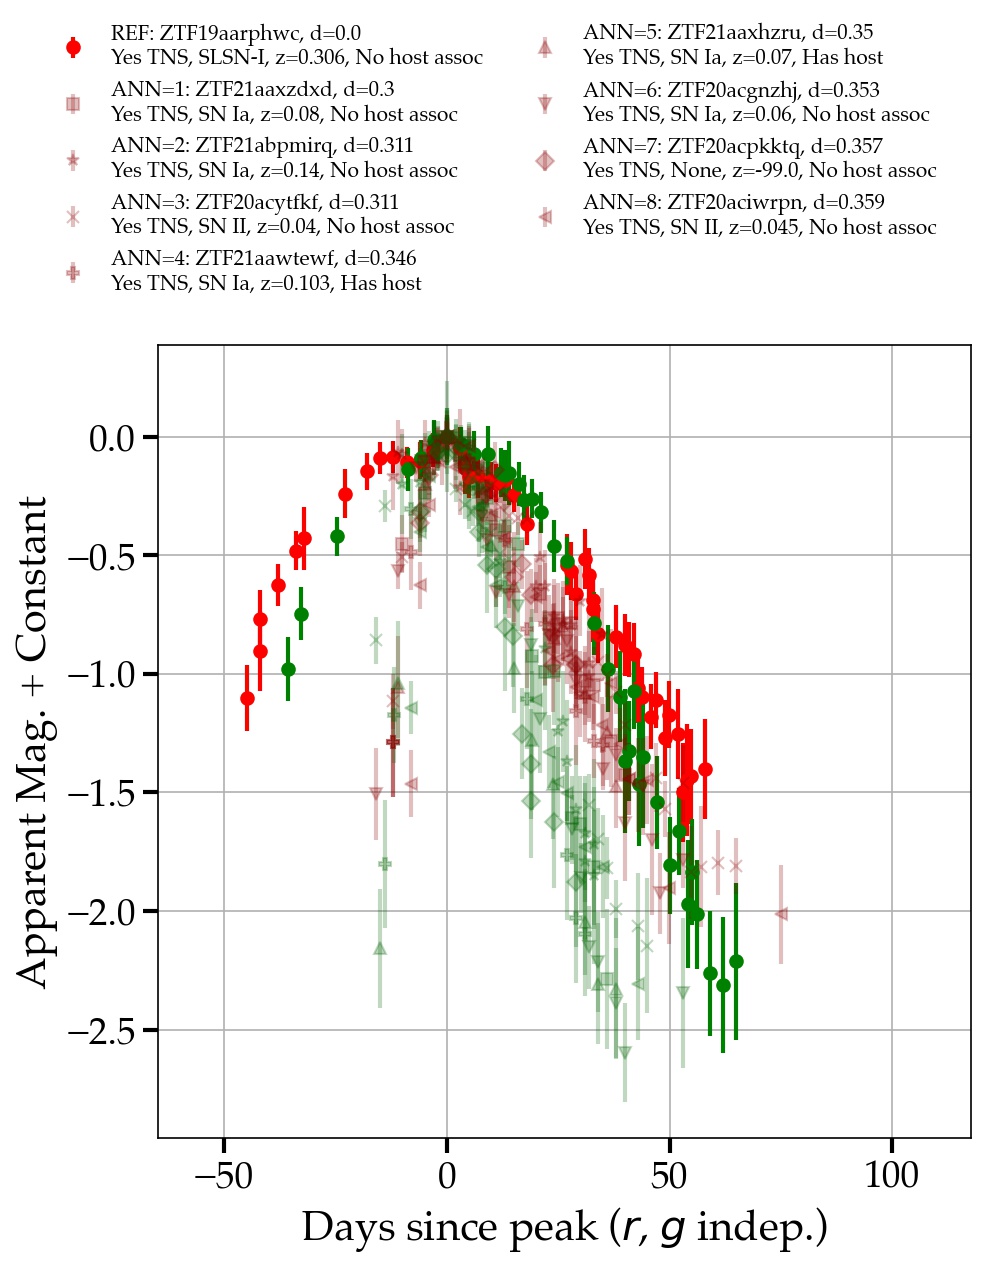 REF: ZTF19aarphwc, d=0.0
Yes TNS, SLSN-I, z=0.306, No host assoc
ANN=1: ZTF21aaxzdxd, d=0.3
Yes TNS, SN Ia, z=0.08, No host assoc
ANN=2: ZTF21abpmirq, d=0.311
Yes TNS, SN Ia, z=0.14, No host assoc
ANN=3: ZTF20acytfkf, d=0.311
Yes TNS, SN II, z=0.04, No host assoc
ANN=4: ZTF21aawtewf, d=0.346
Yes TNS, SN Ia, z=0.103, Has host
ANN=5: ZTF21aaxhzru, d=0.35
Yes TNS, SN Ia, z=0.07, Has host
ANN=6: ZTF20acgnzhj, d=0.353
Yes TNS, SN Ia, z=0.06, No host assoc
ANN=7: ZTF20acpkktq, d=0.357
Yes TNS, None, z=-99.0, No host assoc
ANN=8: ZTF20aciwrpn, d=0.359
Yes TNS, SN II, z=0.045, No host assoc
Apparent Mag. + Constant
0.0
−0.5
−1.0
−1.5
−2.0
−2.5
−50
0
50
100
Days since peak (r, g indep.)